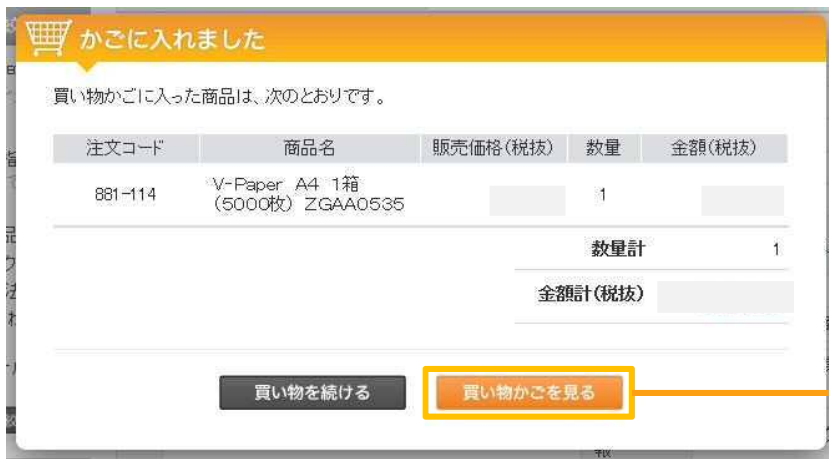 かごに入れました
買い物かごに入った商品は、次のとおりです。
注文コード 商品名 販売価格(税抜) 数量 金額(税抜)
881-114 V-Paper A4 1箱 1
(5000枚) ZGAA0535
数量計 1
金額計(税抜)
買い物を続ける 買い物かごを見る